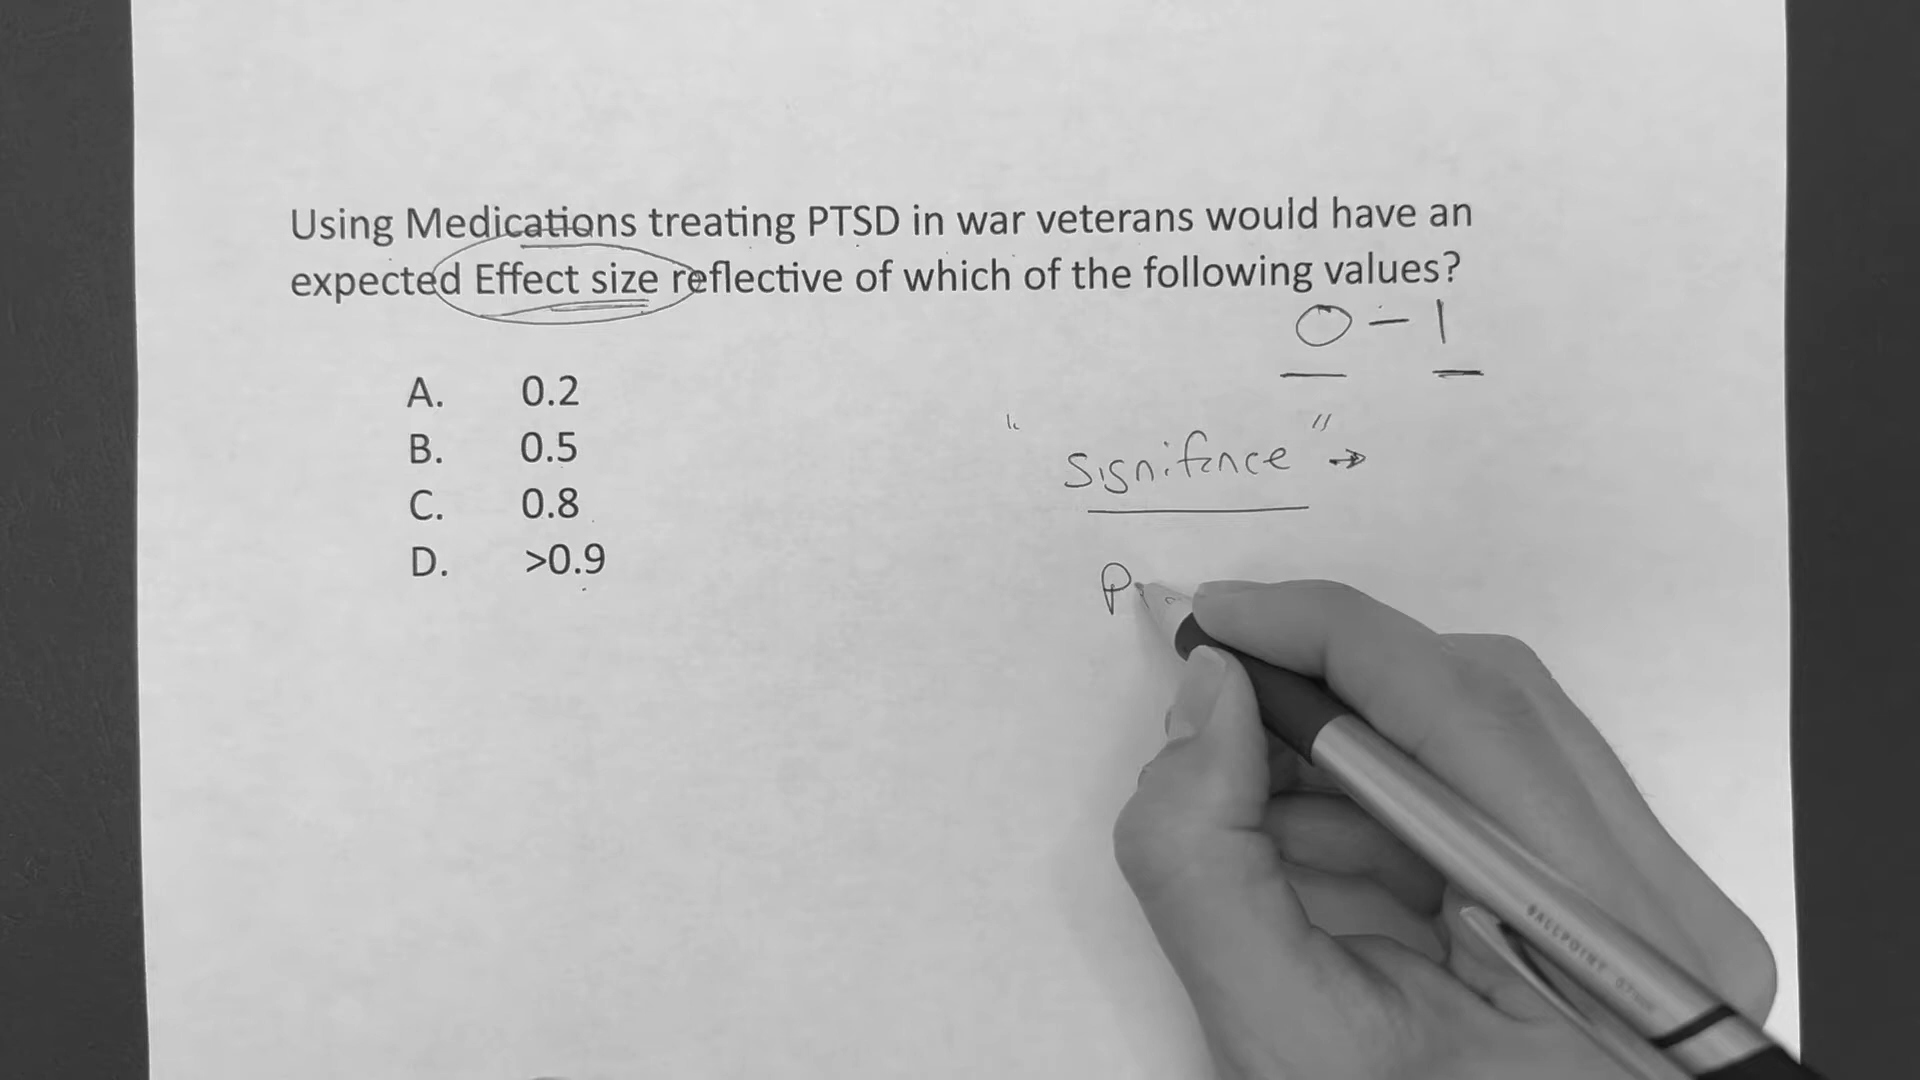 Using Medications treating PTSD in war veterans would have an
expected Effect size reflective of which of the following values?
0 - 1
A. 0.2
B. 0.5
C. 0.8
D. >0.9
"Signifance" →
P
BALLPOINT